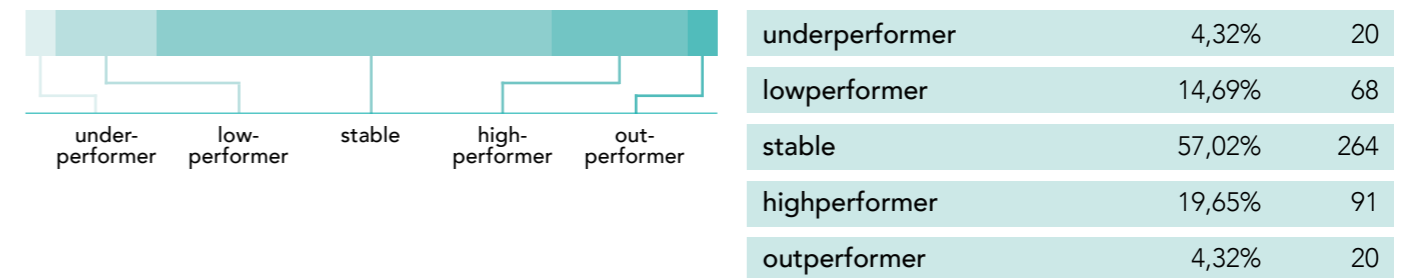 under-
performer
low-
performer
stable
high-
performer
out-
performer
underperformer 4,32% 20
lowperformer 14,69% 68
stable 57,02% 264
highperformer 19,65% 91
outperformer 4,32% 20